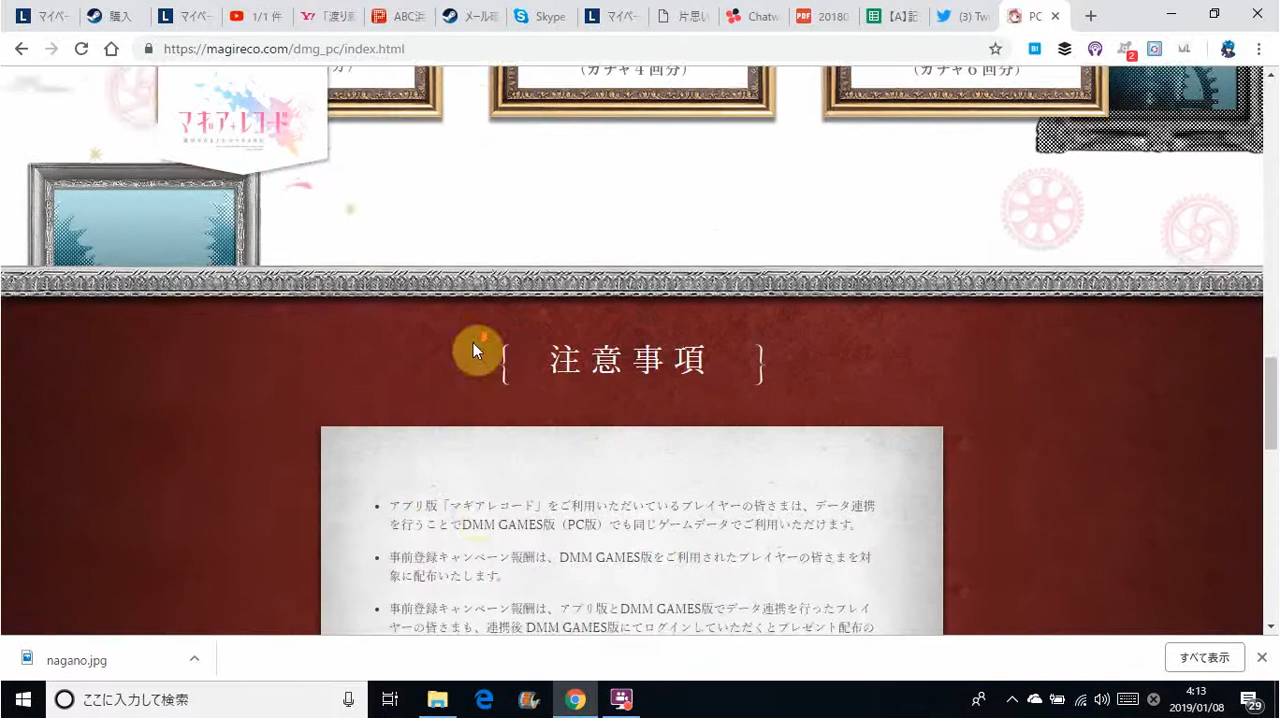 マイペー
購入
マイペー
1/1 件
「渡り廊
ABC浜
メール確
Skype
マイペー
片思い
Chatw
PDF 2018
【A】記
(3) Tw
PC
https://magireco.com/dmg_pc/index.html
2
(ガチャ4回分)
(ガチャ6回分)
マギアレコード
注意事項
• アプリ版「マギアレコード」をご利用いただいているプレイヤーの皆さまは、データ連携
を行うことでDMM GAMES版（PC版）でも同じゲームデータでご利用いただけます。
• 事前登録キャンペーン報酬は、DMM GAMES版をご利用されたプレイヤーの皆さまを対
象に配布いたします。
• 事前登録キャンペーン報酬は、アプリ版とDMM GAMES版でデータ連携を行ったプレイ
ヤーの皆さまも、連携後 DMM GAMES版にてログインしていただくとプレゼント配布の
nagano.jpg
すべて表示
ここに入力して検索
4:13
2019/01/08
29